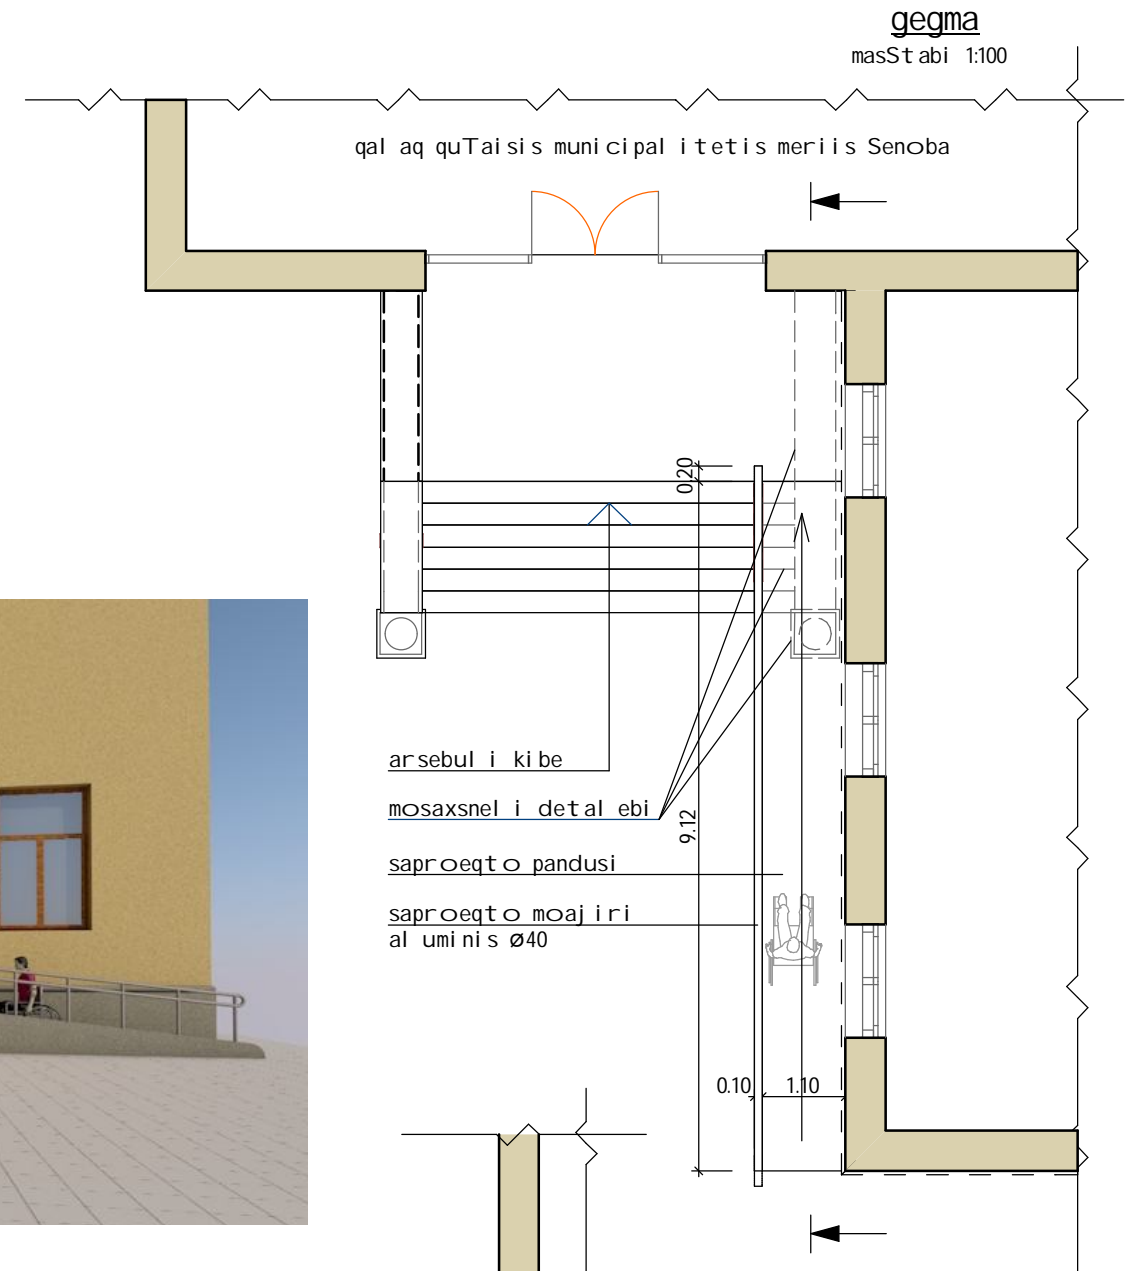 gegma
masStabi 1:100
qalaq quTaisis municipalitetis meriis Senoba
0.20
arsebuli kibe
mosaxsneli detalebi
9.12
saproeqto pandusi
saproeqto moajiri
aluminis ø40
0.10 1.10